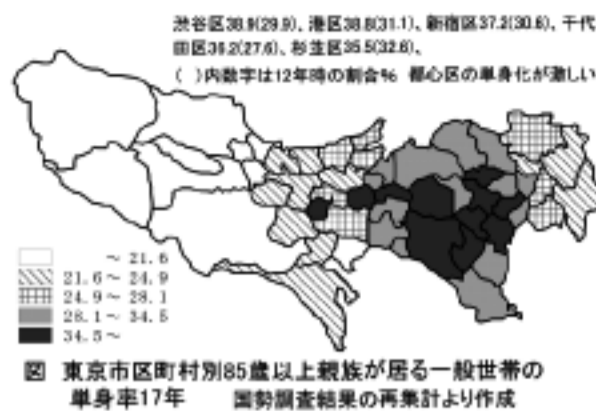 渋谷区38.9(29.9)、港区38.8(31.1)、新宿区37.2(30.6)、千代
田区36.2(27.6)、杉並区35.5(32.6)、
( )内数字は12年時の割合% 都心区の単身化が激しい
～ 21.6
21.6～ 24.9
24.9～ 28.1
28.1～ 34.5
34.5～
図 東京市区町村別85歳以上親族が居る一般世帯の
単身率17年 国勢調査結果の再集計より作成